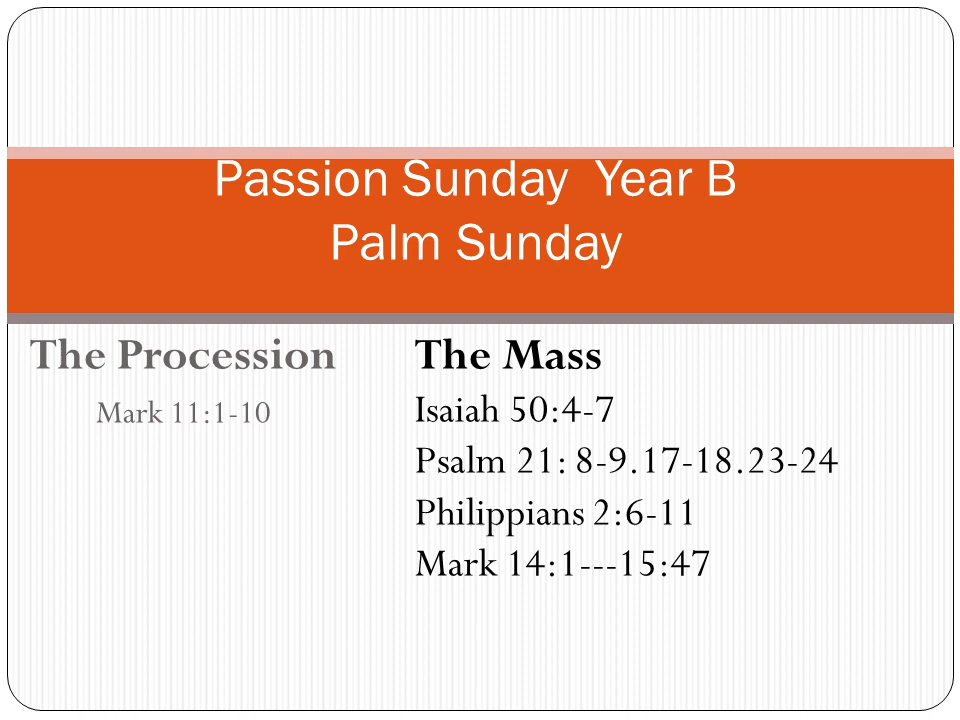 Passion Sunday  Year B
Palm Sunday
The Procession
Mark 11:1-10
The Mass
Isaiah 50:4-7
Psalm 21: 8-9.17-18.23-24
Philippians 2:6-11
Mark 14:1---15:47